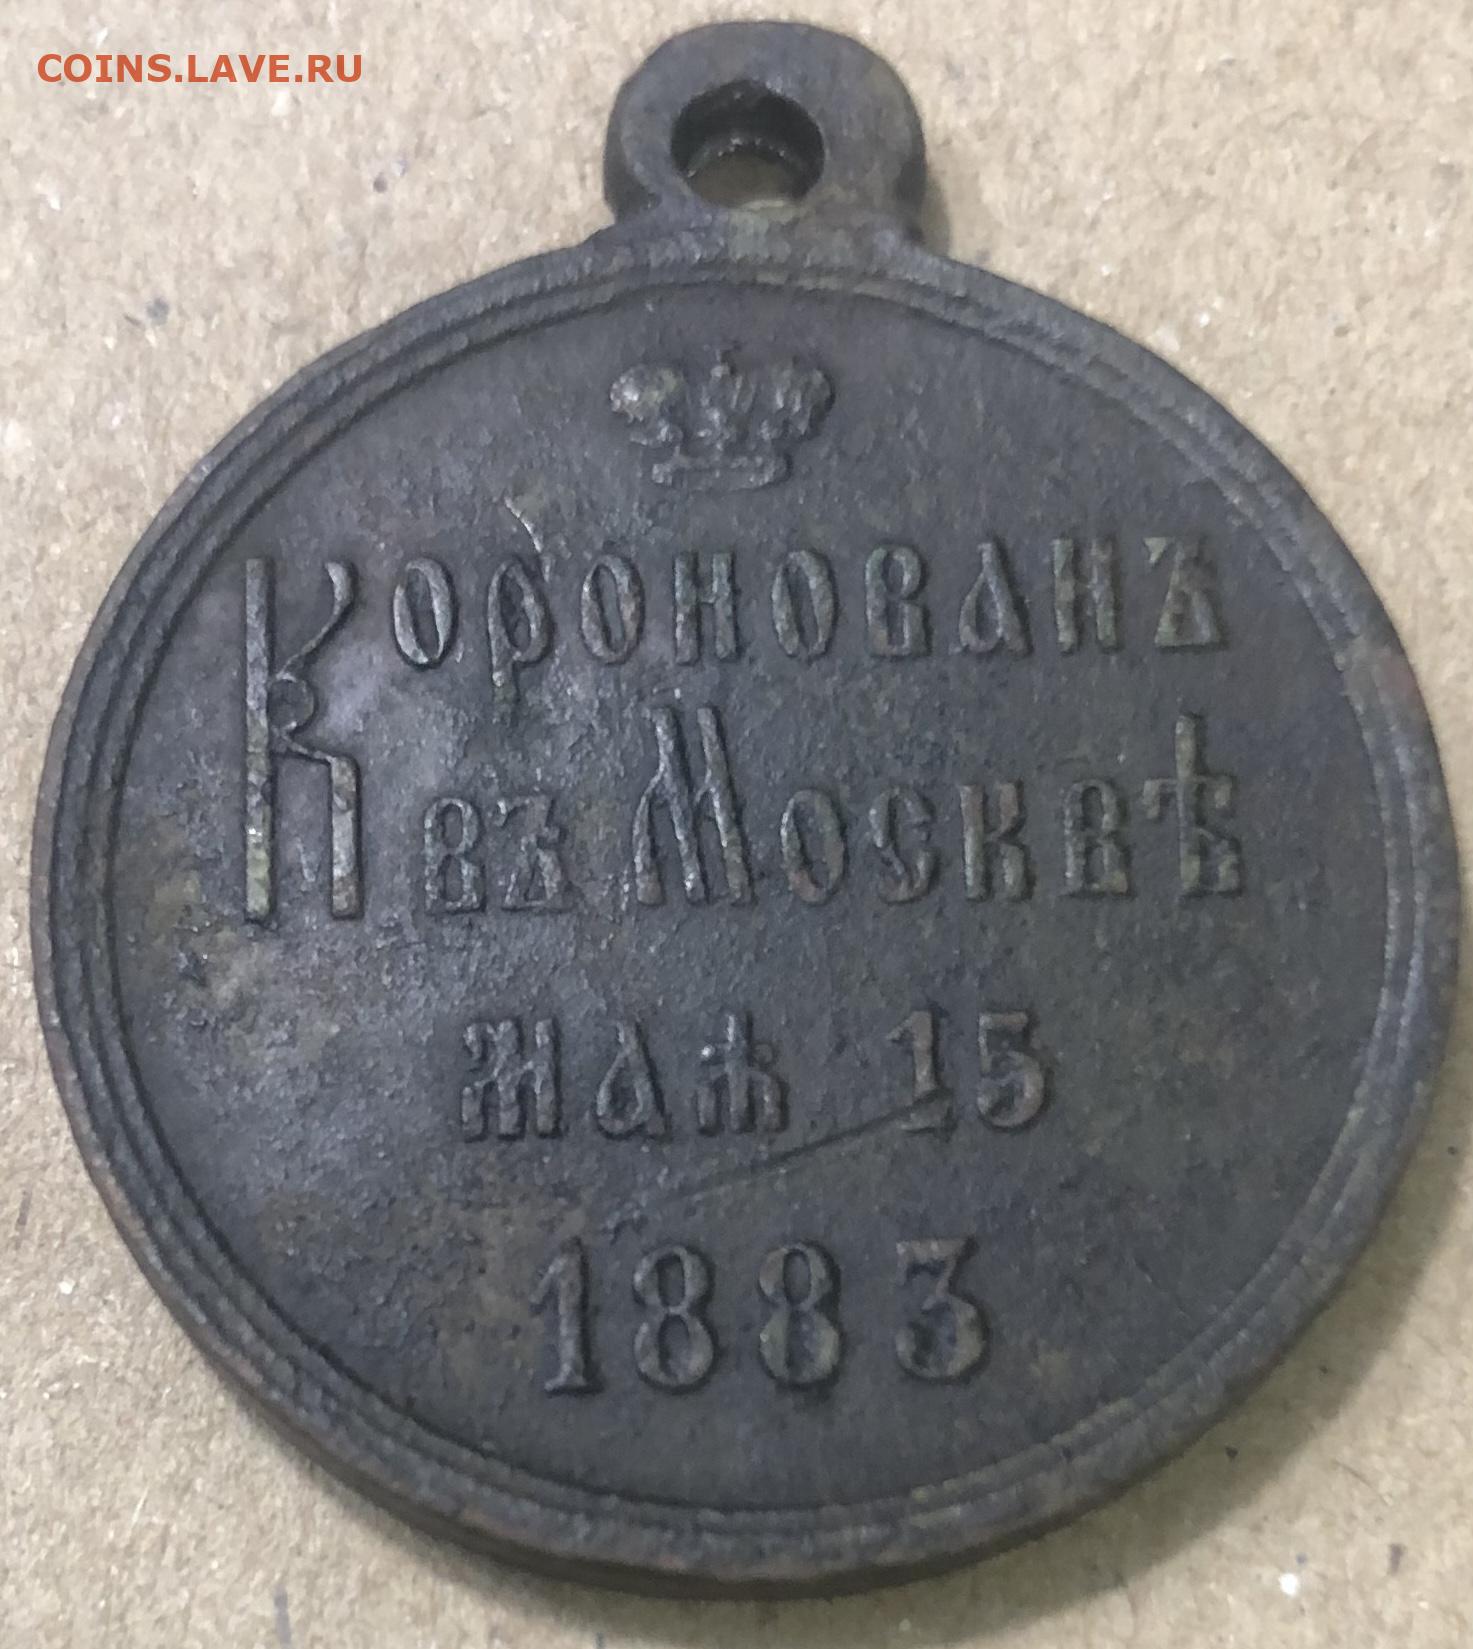 COINS.LAVE.RU
Коронованъ
въ Москвѣ
маѧ 15
1883